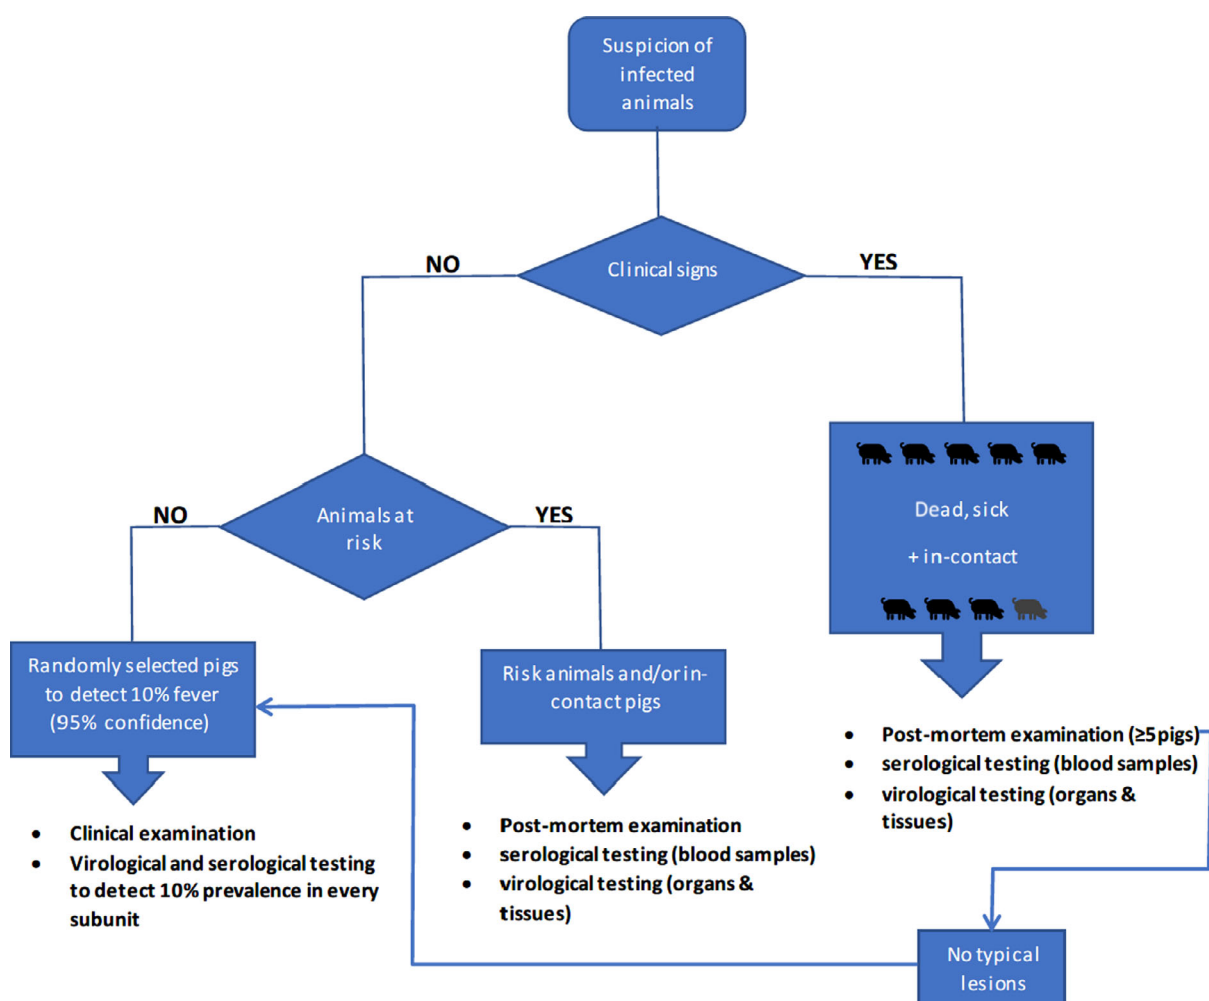 Suspicion of
infected
animals
NO
Clinical signs
YES
NO
Animals at
risk
YES
Dead, sick
+ in-contact
Randomly selected pigs
to detect 10% fever
(95% confidence)
Risk animals and/or in-
contact pigs
• Post-mortem examination (≥5pigs)
• serological testing (blood samples)
• virological testing (organs &
tissues)
• Clinical examination
• Virological and serological testing
to detect 10% prevalence in every
subunit
• Post-mortem examination
• serological testing (blood samples)
• virological testing (organs &
tissues)
No typical
lesions